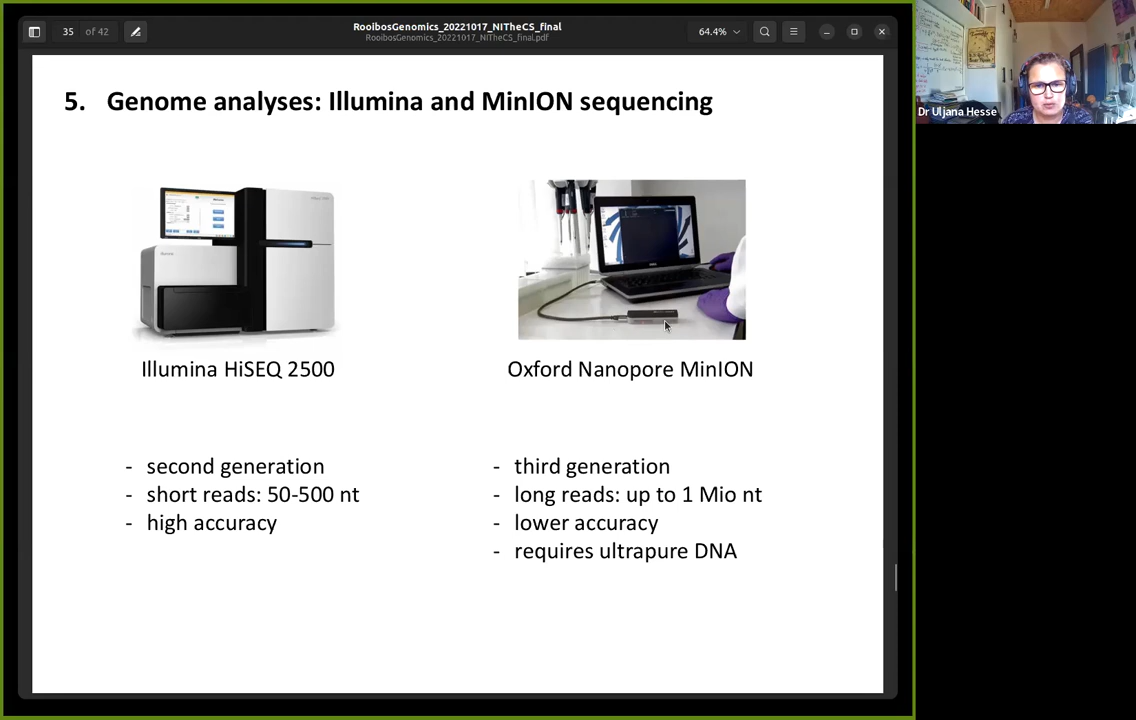 35 of 42
RooibosGenomics_20221017_NITheCS_final
RooibosGenomics_20221017_NITheCS_final.pdf
64.4%
Dr Uljana Hesse
5. Genome analyses: Illumina and MinION sequencing
Illumina HiSEQ 2500
Oxford Nanopore MinION
- second generation
- short reads: 50-500 nt
- high accuracy
- third generation
- long reads: up to 1 Mio nt
- lower accuracy
- requires ultrapure DNA